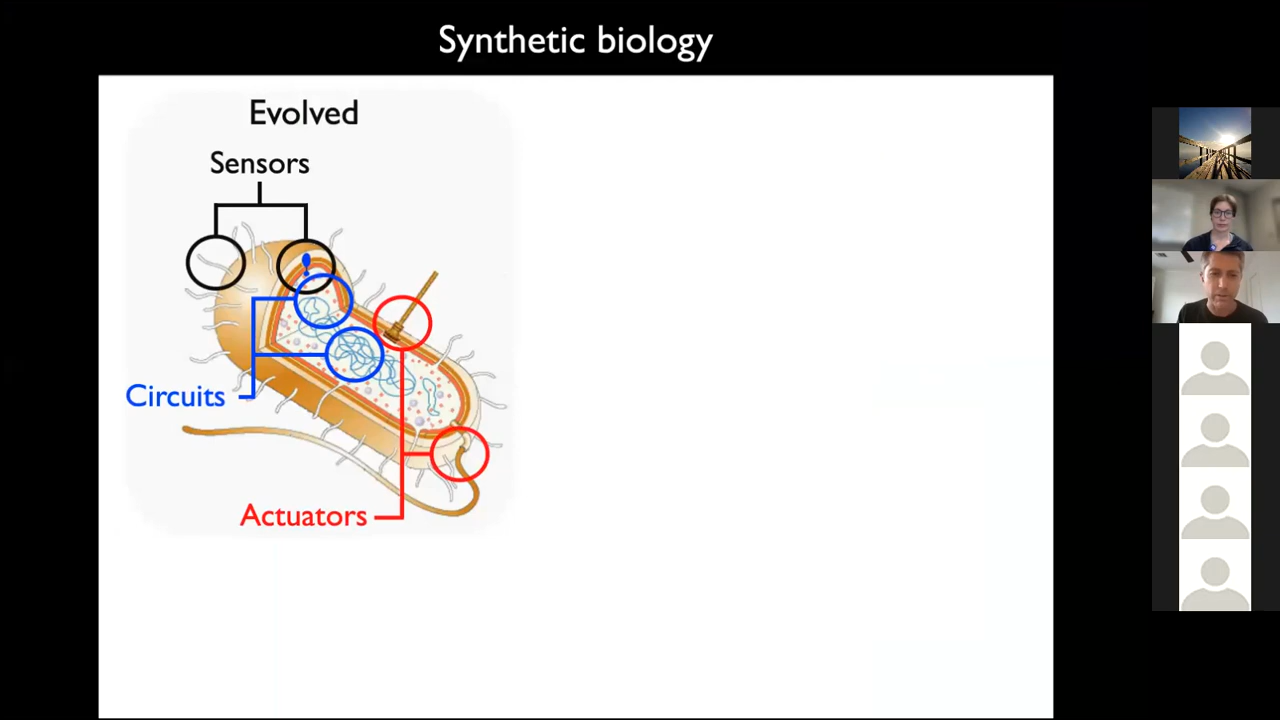 Synthetic biology
Evolved
Sensors
Circuits
Actuators